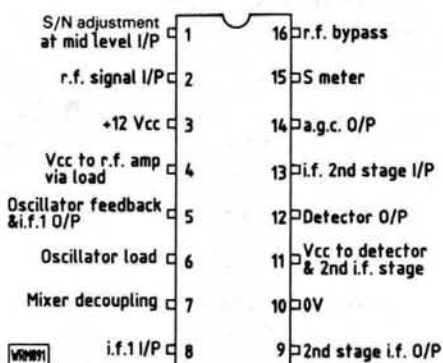 S/N adjustment
at mid level I/P
1
r.f. signal I/P
2
+12 Vcc
3
Vcc to r.f. amp
via load
4
Oscillator feedback
&i.f.1 O/P
5
Oscillator load
6
Mixer decoupling
7
i.f.1 I/P
8
16
r.f. bypass
15
S meter
14
a.g.c. O/P
13
i.f. 2nd stage I/P
12
Detector O/P
11
Vcc to detector
& 2nd i.f. stage
10
0V
9
2nd stage i.f. O/P
WRM091